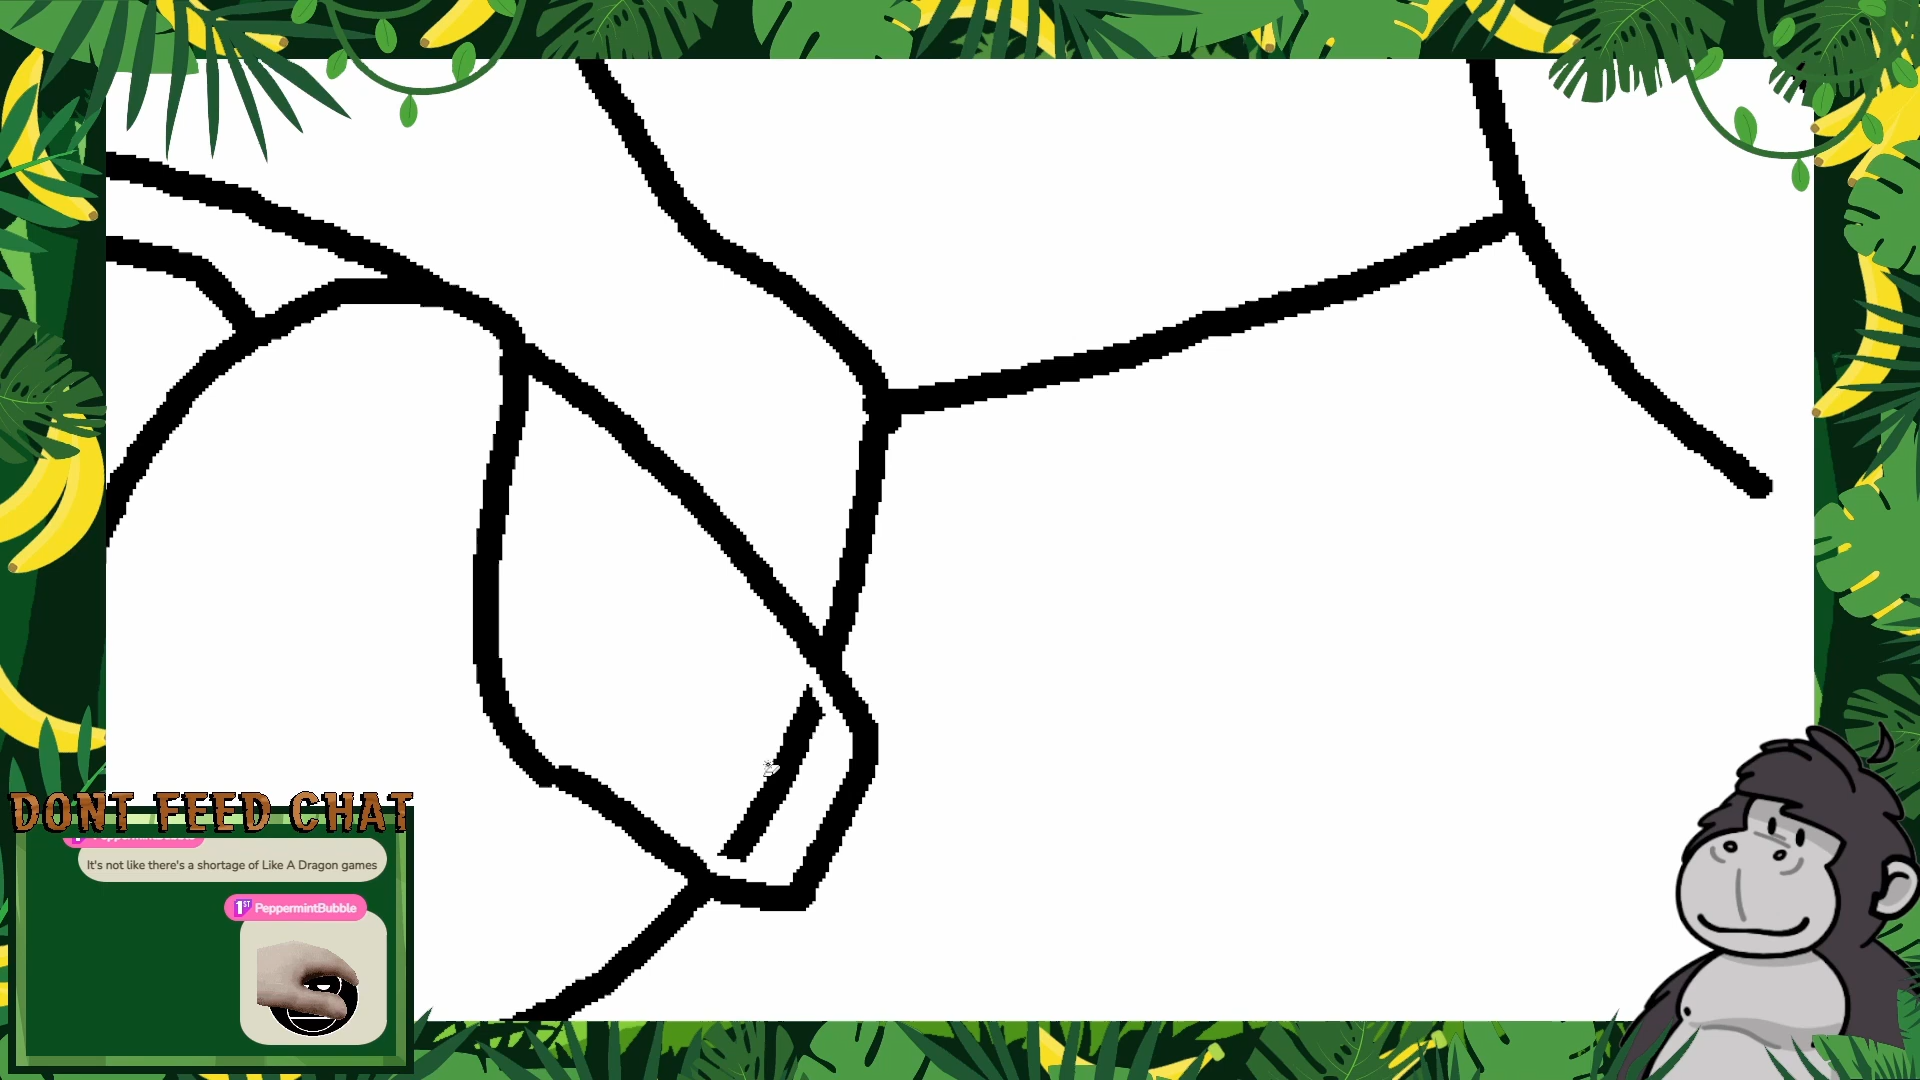 DONT FEED CHAT
It's not like there's a shortage of Like A Dragon games
1ST PeppermintBubble